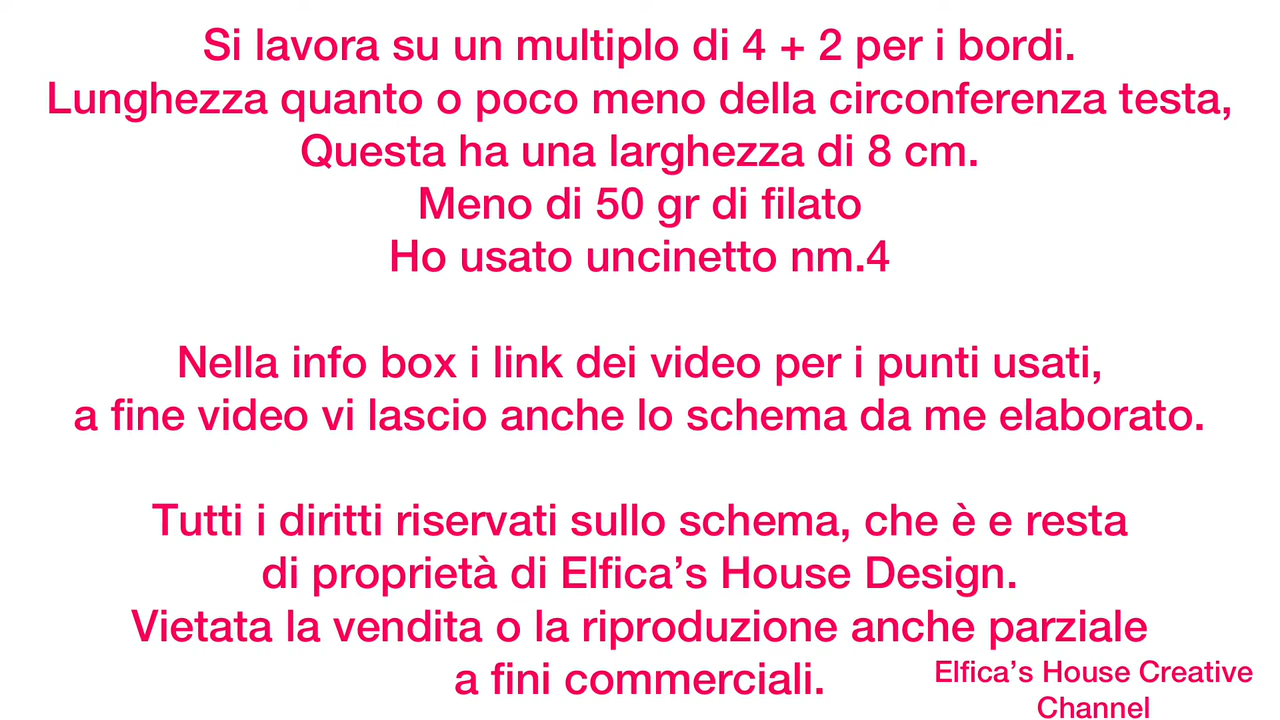 Si lavora su un multiplo di 4 + 2 per i bordi.
Lunghezza quanto o poco meno della circonferenza testa,
Questa ha una larghezza di 8 cm.
Meno di 50 gr di filato
Ho usato uncinetto nm.4
Nella info box i link dei video per i punti usati,
a fine video vi lascio anche lo schema da me elaborato.
Tutti i diritti riservati sullo schema, che è e resta
di proprietà di Elfica’s House Design.
Vietata la vendita o la riproduzione anche parziale
a fini commerciali.
Elfica’s House Creative
Channel